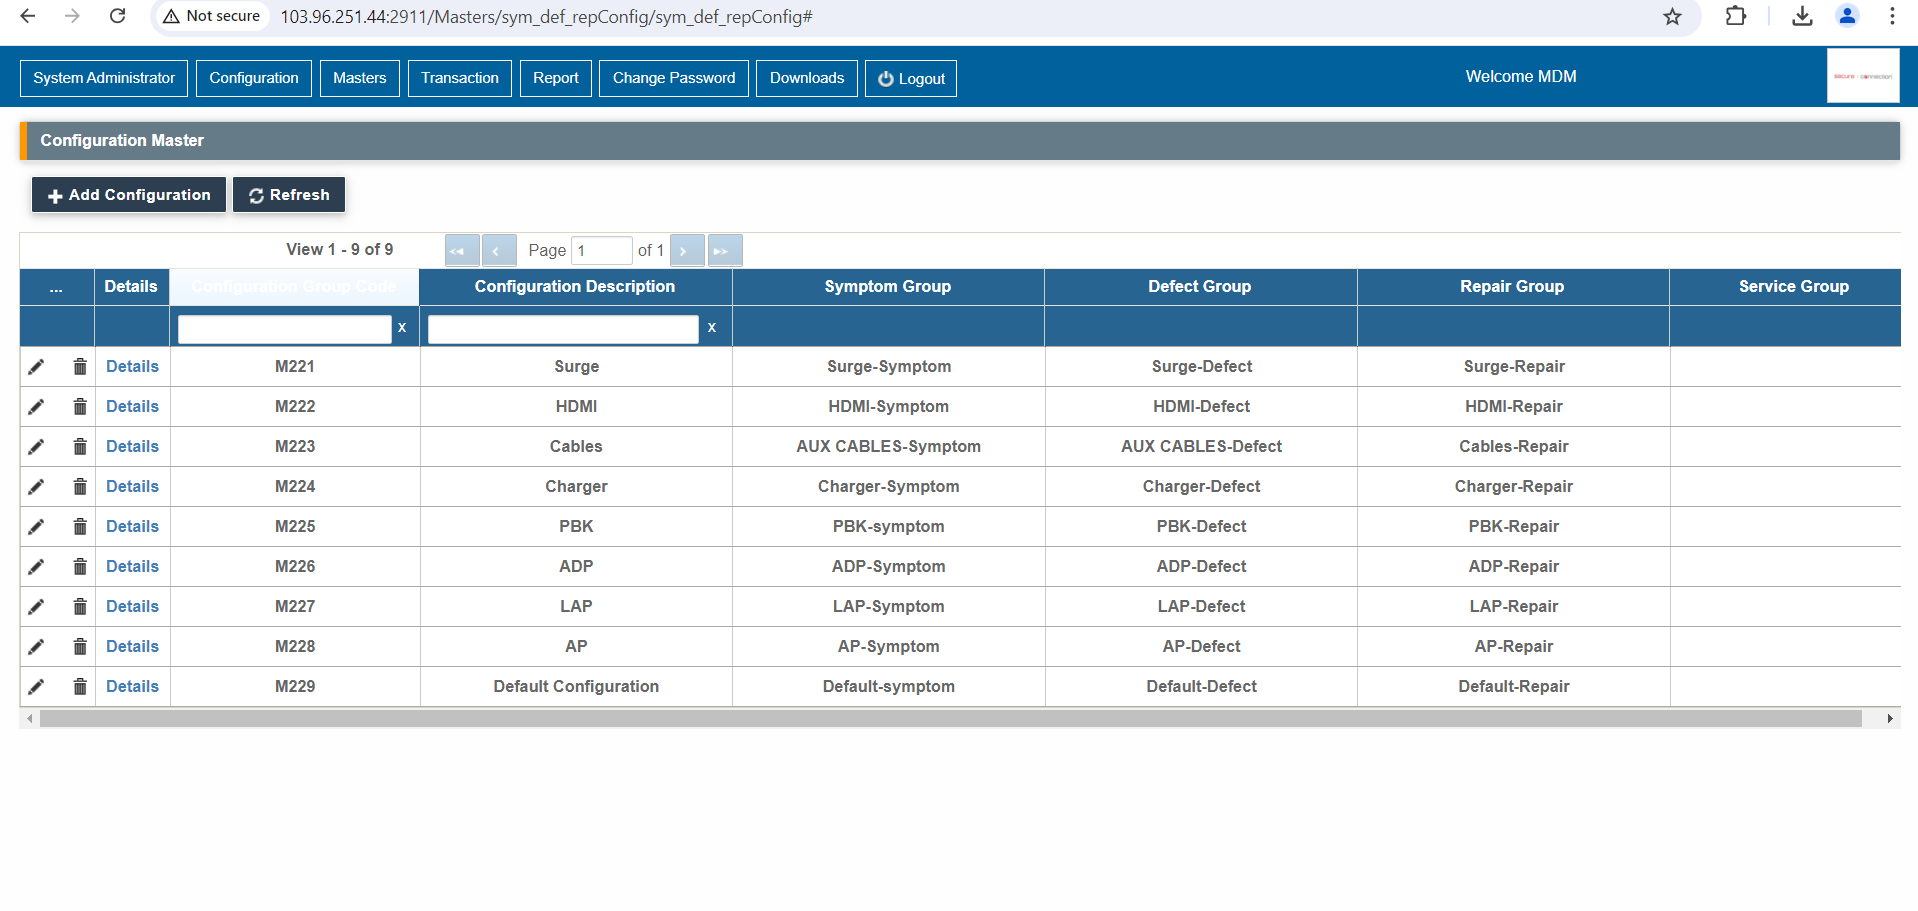 Not secure 103.96.251.44:2911/Masters/sym_def_repConfig/sym_def_repConfig#
System Administrator Configuration Masters Transaction Report Change Password Downloads Logout Welcome MDM
secure connection
Configuration Master
Add Configuration Refresh
View 1 - 9 of 9 Page 1 of 1
... Details Configuration Group Code Configuration Description Symptom Group Defect Group Repair Group Service Group
x x
Details M221 Surge Surge-Symptom Surge-Defect Surge-Repair
Details M222 HDMI HDMI-Symptom HDMI-Defect HDMI-Repair
Details M223 Cables AUX CABLES-Symptom AUX CABLES-Defect Cables-Repair
Details M224 Charger Charger-Symptom Charger-Defect Charger-Repair
Details M225 PBK PBK-symptom PBK-Defect PBK-Repair
Details M226 ADP ADP-Symptom ADP-Defect ADP-Repair
Details M227 LAP LAP-Symptom LAP-Defect LAP-Repair
Details M228 AP AP-Symptom AP-Defect AP-Repair
Details M229 Default Configuration Default-symptom Default-Defect Default-Repair